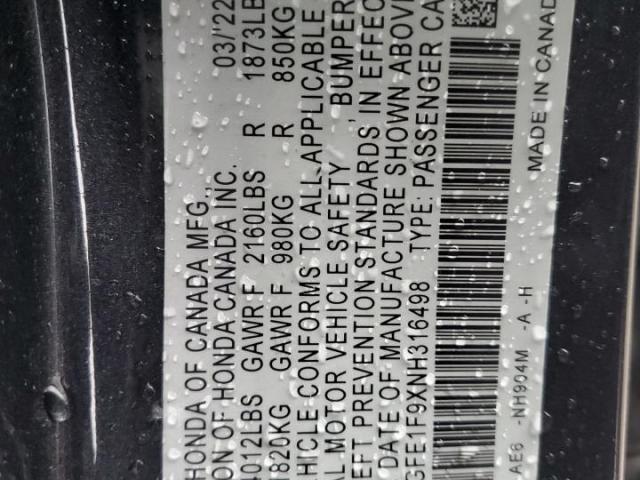 HONDA OF CANADA MFG., 03/'22
ON OF HONDA CANADA INC.
4012LBS GAWR F 2160LBS R 1873LB
1820KG GAWR F 980KG R 850KG
HICLE CONFORMS TO ALL APPLICABLE
AL MOTOR VEHICLE SAFETY, BUMPER
EFT PREVENTION STANDARDS, IN EFFEC
DATE OF MANUFACTURE SHOWN ABOVE
GFE1F9XNH316498 TYPE: PASSENGER CA
AE6 -NH904M -A -H MADE IN CANAD